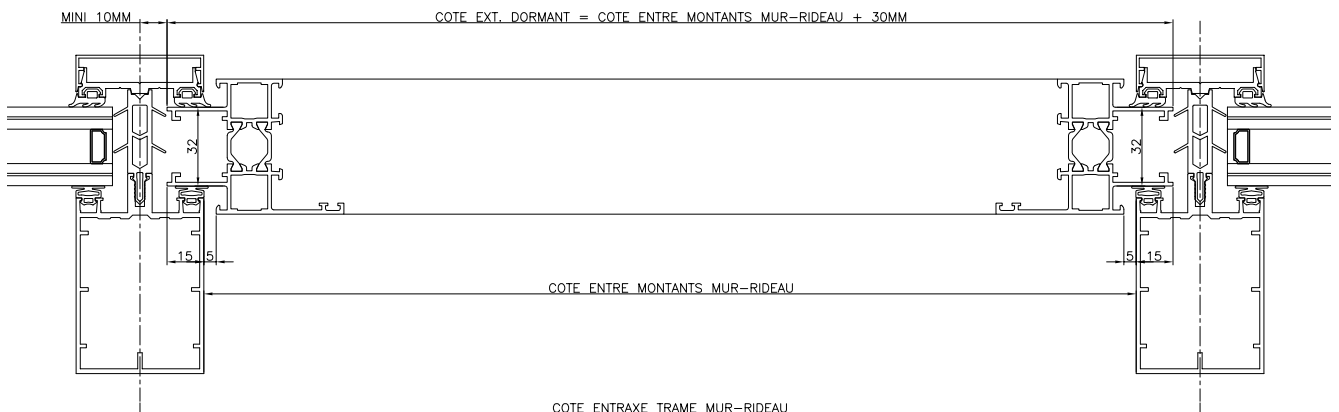 MINI 10MM
COTE EXT. DORMANT = COTE ENTRE MONTANTS MUR-RIDEAU + 30MM
32
32
15
5
5
15
COTE ENTRE MONTANTS MUR-RIDEAU
COTE ENTRAXE TRAME MUR-RIDEAU